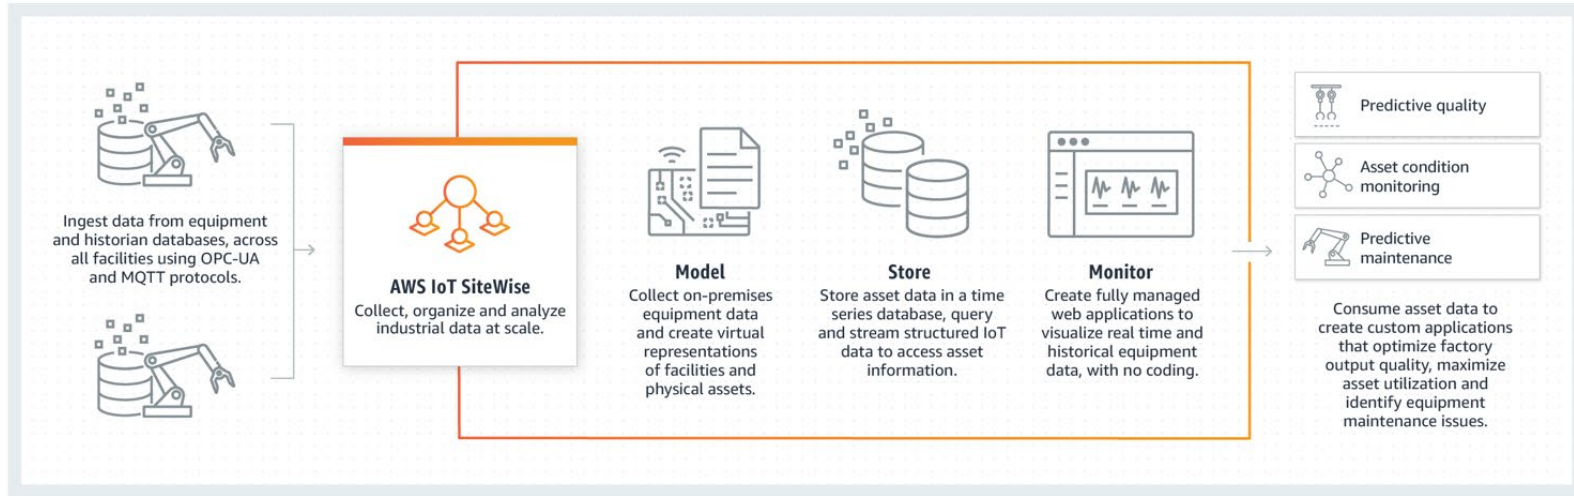 Ingest data from equipment
and historian databases, across
all facilities using OPC-UA
and MQTT protocols.
AWS IoT SiteWise
Collect, organize and analyze
industrial data at scale.
Model
Collect on-premises
equipment data
and create virtual
representations
of facilities and
physical assets.
Store
Store asset data in a time
series database, query
and stream structured IoT
data to access asset
information.
Monitor
Create fully managed
web applications to
visualize real time and
historical equipment
data, with no coding.
Predictive quality
Asset condition
monitoring
Predictive
maintenance
Consume asset data to
create custom applications
that optimize factory
output quality, maximize
asset utilization and
identify equipment
maintenance issues.